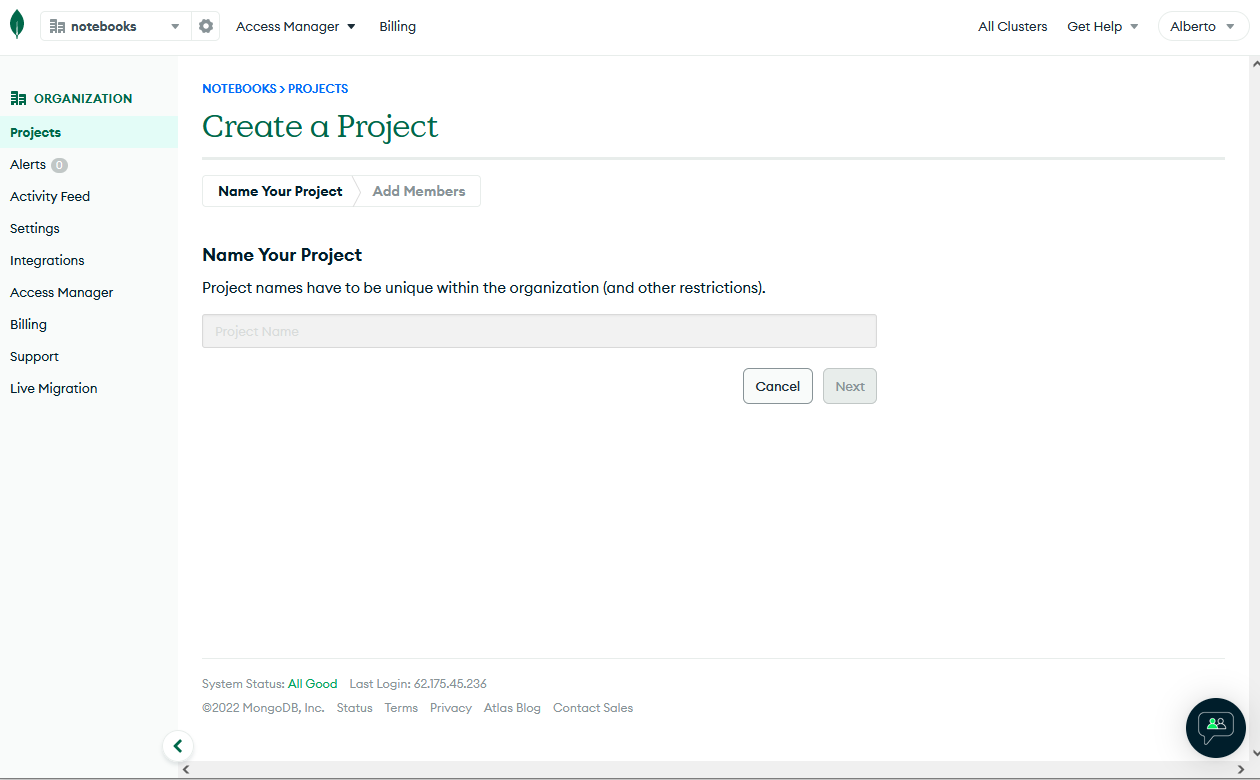 notebooks
Access Manager
Billing
All Clusters
Get Help
Alberto
ORGANIZATION
Projects
Alerts 0
Activity Feed
Settings
Integrations
Access Manager
Billing
Support
Live Migration
NOTEBOOKS > PROJECTS
Create a Project
Name Your Project
Add Members
Name Your Project
Project names have to be unique within the organization (and other restrictions).
Project Name
Cancel
Next
System Status: All Good Last Login: 62.175.45.236
©2022 MongoDB, Inc. Status Terms Privacy Atlas Blog Contact Sales